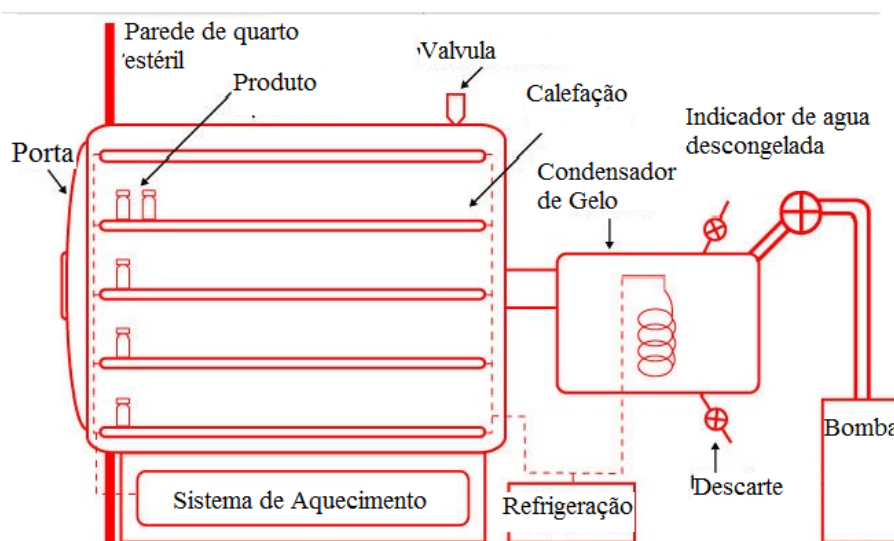 Parede de quarto
estéril
Produto
Valvula
Calefação
Indicador de agua
descongelada
Porta
Condensador
de Gelo
Bomba
Descarte
Sistema de Aquecimento
Refrigeração